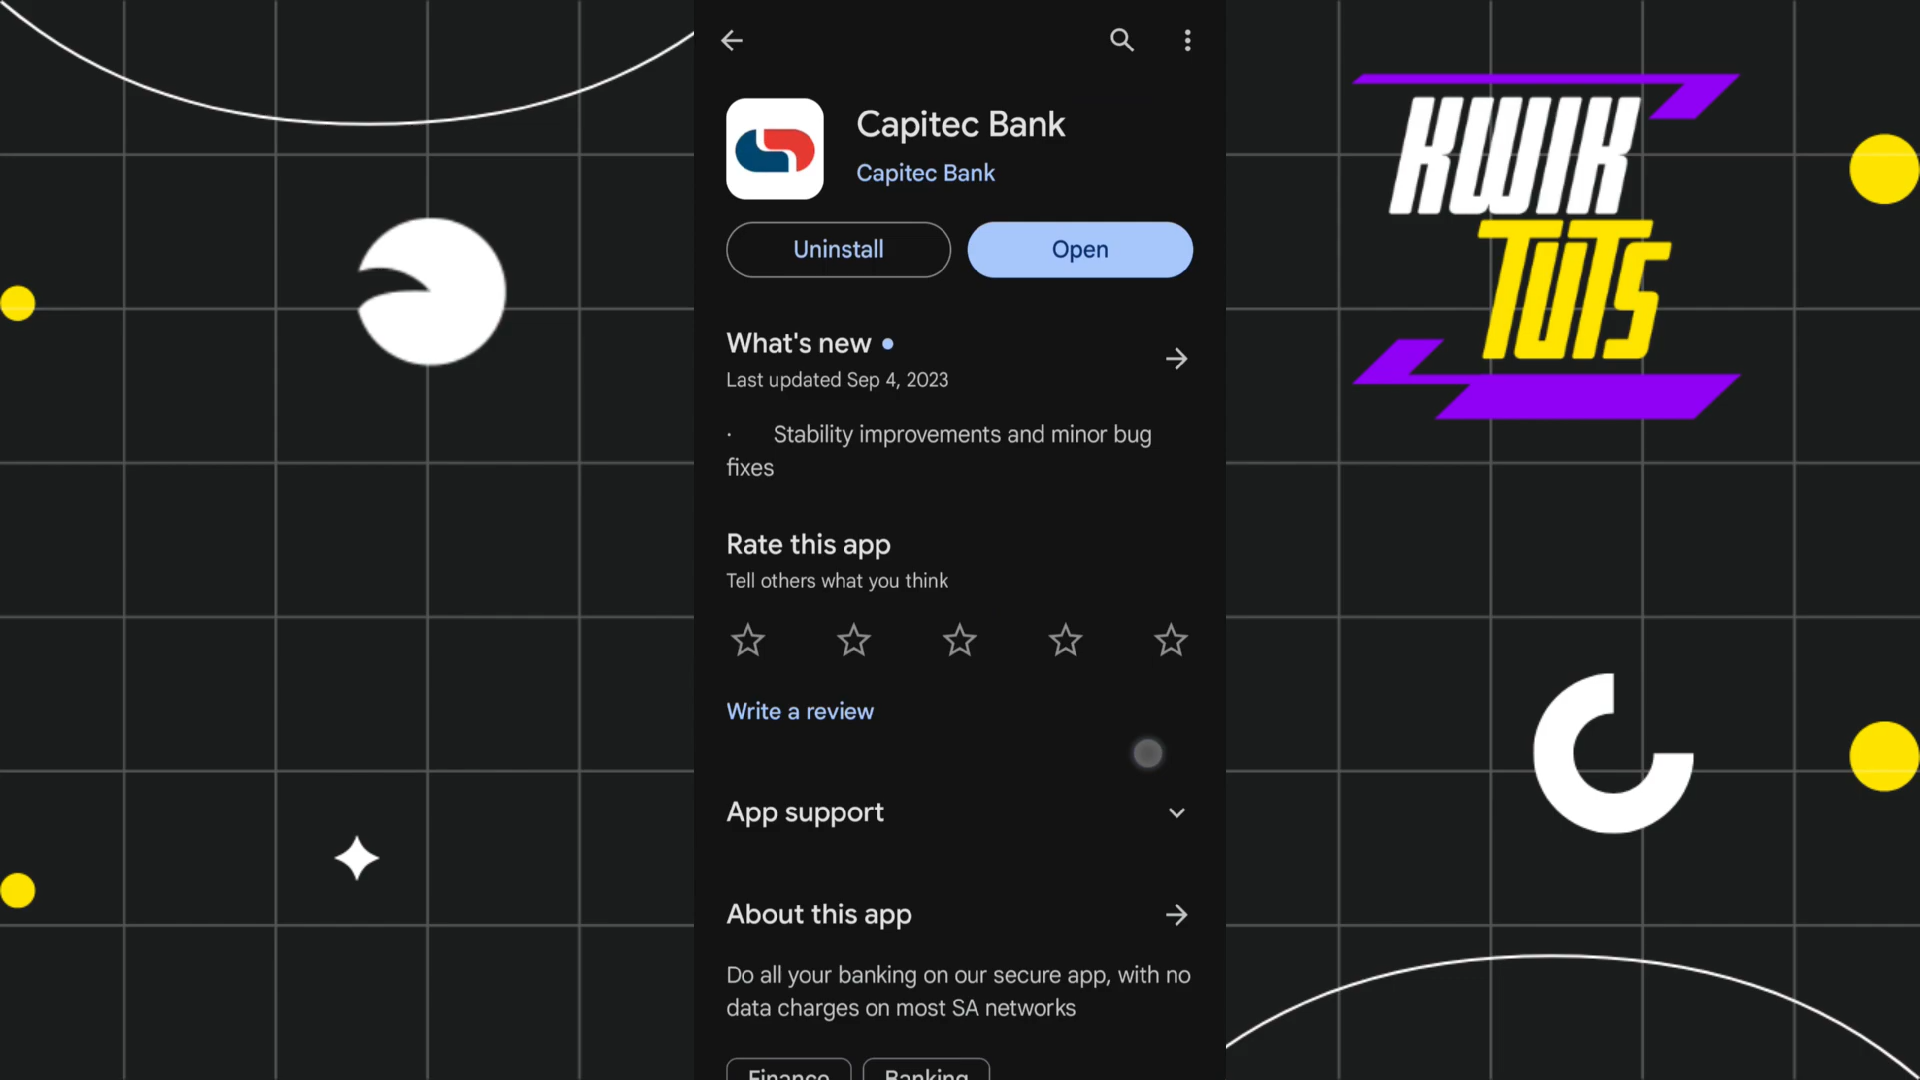 Capitec Bank
Capitec Bank
Uninstall
Open
What's new
Last updated Sep 4, 2023
· Stability improvements and minor bug
fixes
Rate this app
Tell others what you think
Write a review
App support
About this app
Do all your banking on our secure app, with no
data charges on most SA networks
Finance
Banking
KWIK
TUTS